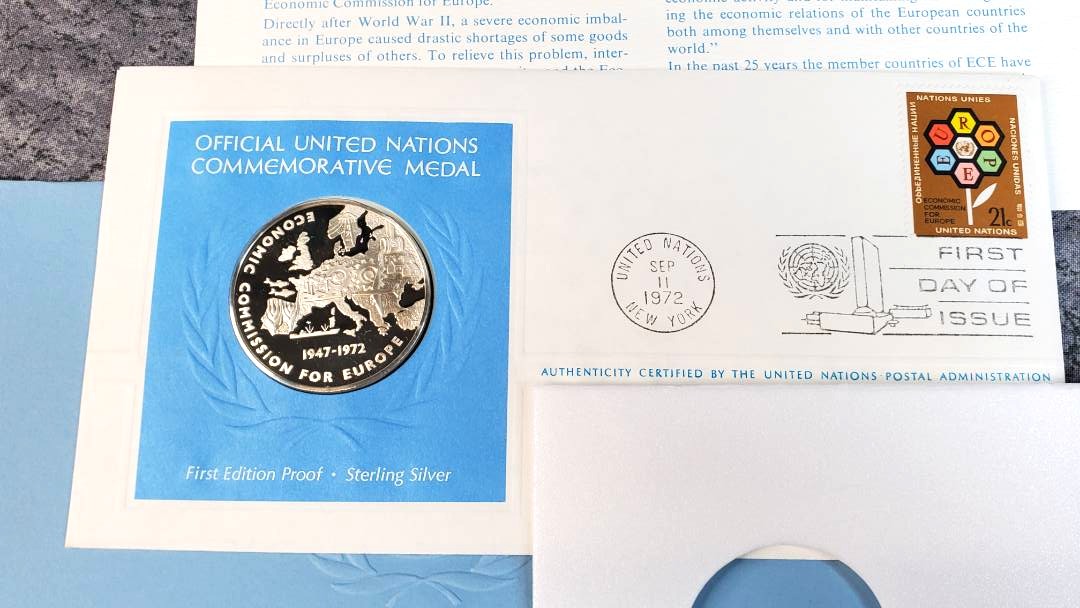 Economic Commission for Europe.
Directly after World War II, a severe economic imbal-
ance in Europe caused drastic shortages of some goods
and surpluses of others. To relieve this problem, inter-
and the
ing the economic relations of the European countries
both among themselves and with other countries of the
world."
In the past 25 years the member countries of ECE have
OFFICIAL UNITED NATIONS
COMMEMORATIVE MEDAL
ECONOMIC COMMISSION FOR EUROPE
1947-1972
First Edition Proof • Sterling Silver
NATIONS UNIES
ОБЪЕДИНЕННЫЕ НАЦИИ
NACIONES UNIDAS
EUROPE
ECONOMIC
COMMISSION
FOR
EUROPE
21c
UNITED NATIONS
UNITED NATIONS
SEP
11
1972
NEW YORK
FIRST
DAY OF
ISSUE
AUTHENTICITY CERTIFIED BY THE UNITED NATIONS POSTAL ADMINISTRATION